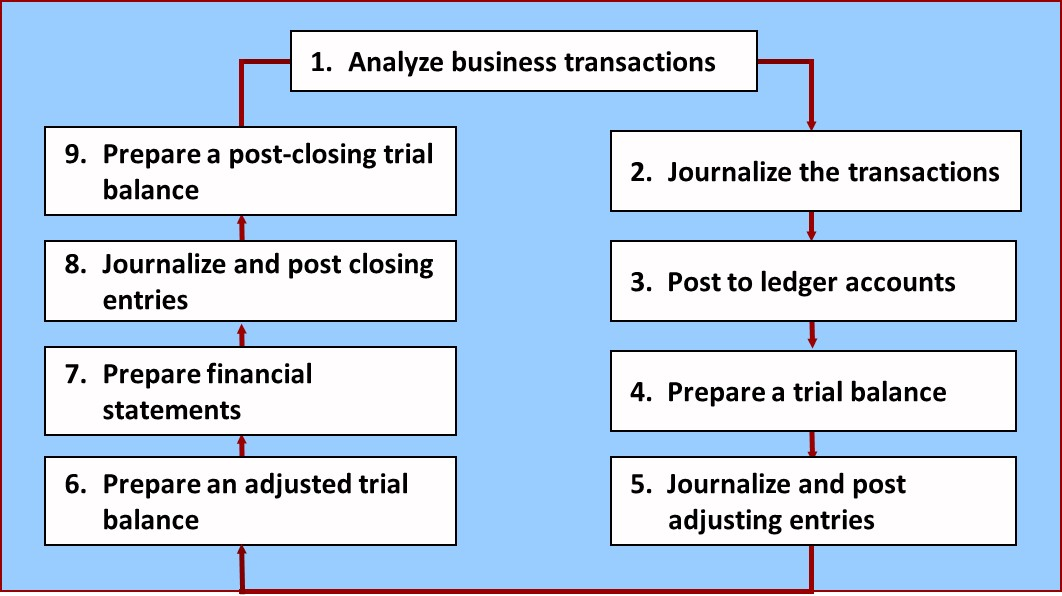 1. Analyze business transactions
2. Journalize the transactions
3. Post to ledger accounts
4. Prepare a trial balance
5. Journalize and post
adjusting entries
6. Prepare an adjusted trial
balance
7. Prepare financial
statements
8. Journalize and post closing
entries
9. Prepare a post-closing trial
balance